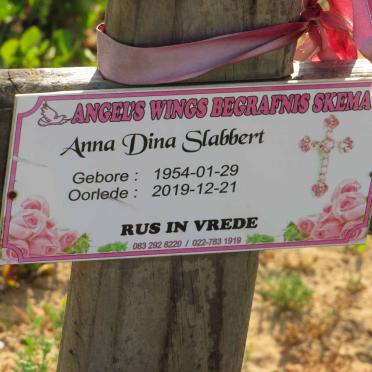 ANGEL'S WINGS BEGRAFNIS SKEMA
Anna Dina Slabbert
Gebore : 1954-01-29
Oorlede : 2019-12-21
RUS IN VREDE
083 292 8220 / 022-783 1919